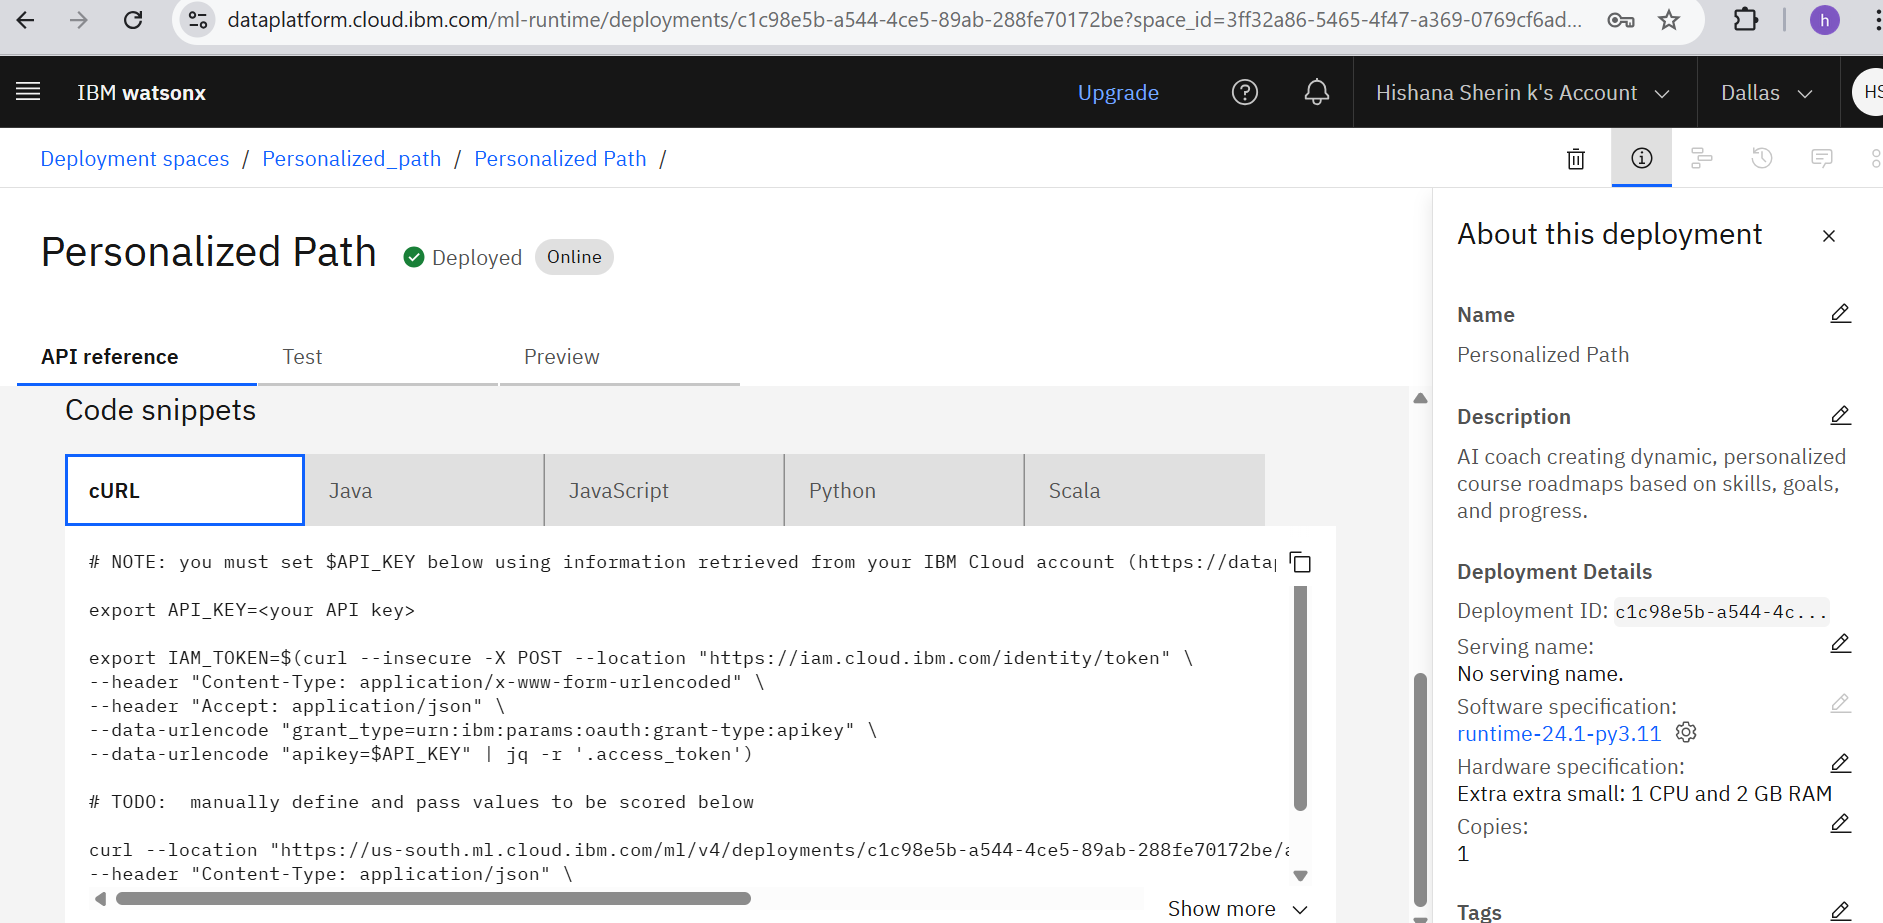 dataplatform.cloud.ibm.com/ml-runtime/deployments/c1c98e5b-a544-4ce5-89ab-288fe70172be?space_id=3ff32a86-5465-4f47-a369-0769cf6ad...
h
IBM watsonx
Upgrade
Hishana Sherin k's Account
Dallas
HS
Deployment spaces / Personalized_path / Personalized Path /
Personalized Path
Deployed
Online
API reference
Test
Preview
Code snippets
cURL
Java
JavaScript
Python
Scala
# NOTE: you must set $API_KEY below using information retrieved from your IBM Cloud account (https://datap
export API_KEY=<your API key>
export IAM_TOKEN=$(curl --insecure -X POST --location "https://iam.cloud.ibm.com/identity/token" \
--header "Content-Type: application/x-www-form-urlencoded" \
--header "Accept: application/json" \
--data-urlencode "grant_type=urn:ibm:params:oauth:grant-type:apikey" \
--data-urlencode "apikey=$API_KEY" | jq -r '.access_token')
# TODO:  manually define and pass values to be scored below
curl --location "https://us-south.ml.cloud.ibm.com/ml/v4/deployments/c1c98e5b-a544-4ce5-89ab-288fe70172be/a
--header "Content-Type: application/json" \
Show more
About this deployment
Name
Personalized Path
Description
AI coach creating dynamic, personalized
course roadmaps based on skills, goals,
and progress.
Deployment Details
Deployment ID: c1c98e5b-a544-4c...
Serving name:
No serving name.
Software specification:
runtime-24.1-py3.11
Hardware specification:
Extra extra small: 1 CPU and 2 GB RAM
Copies:
1
Tags